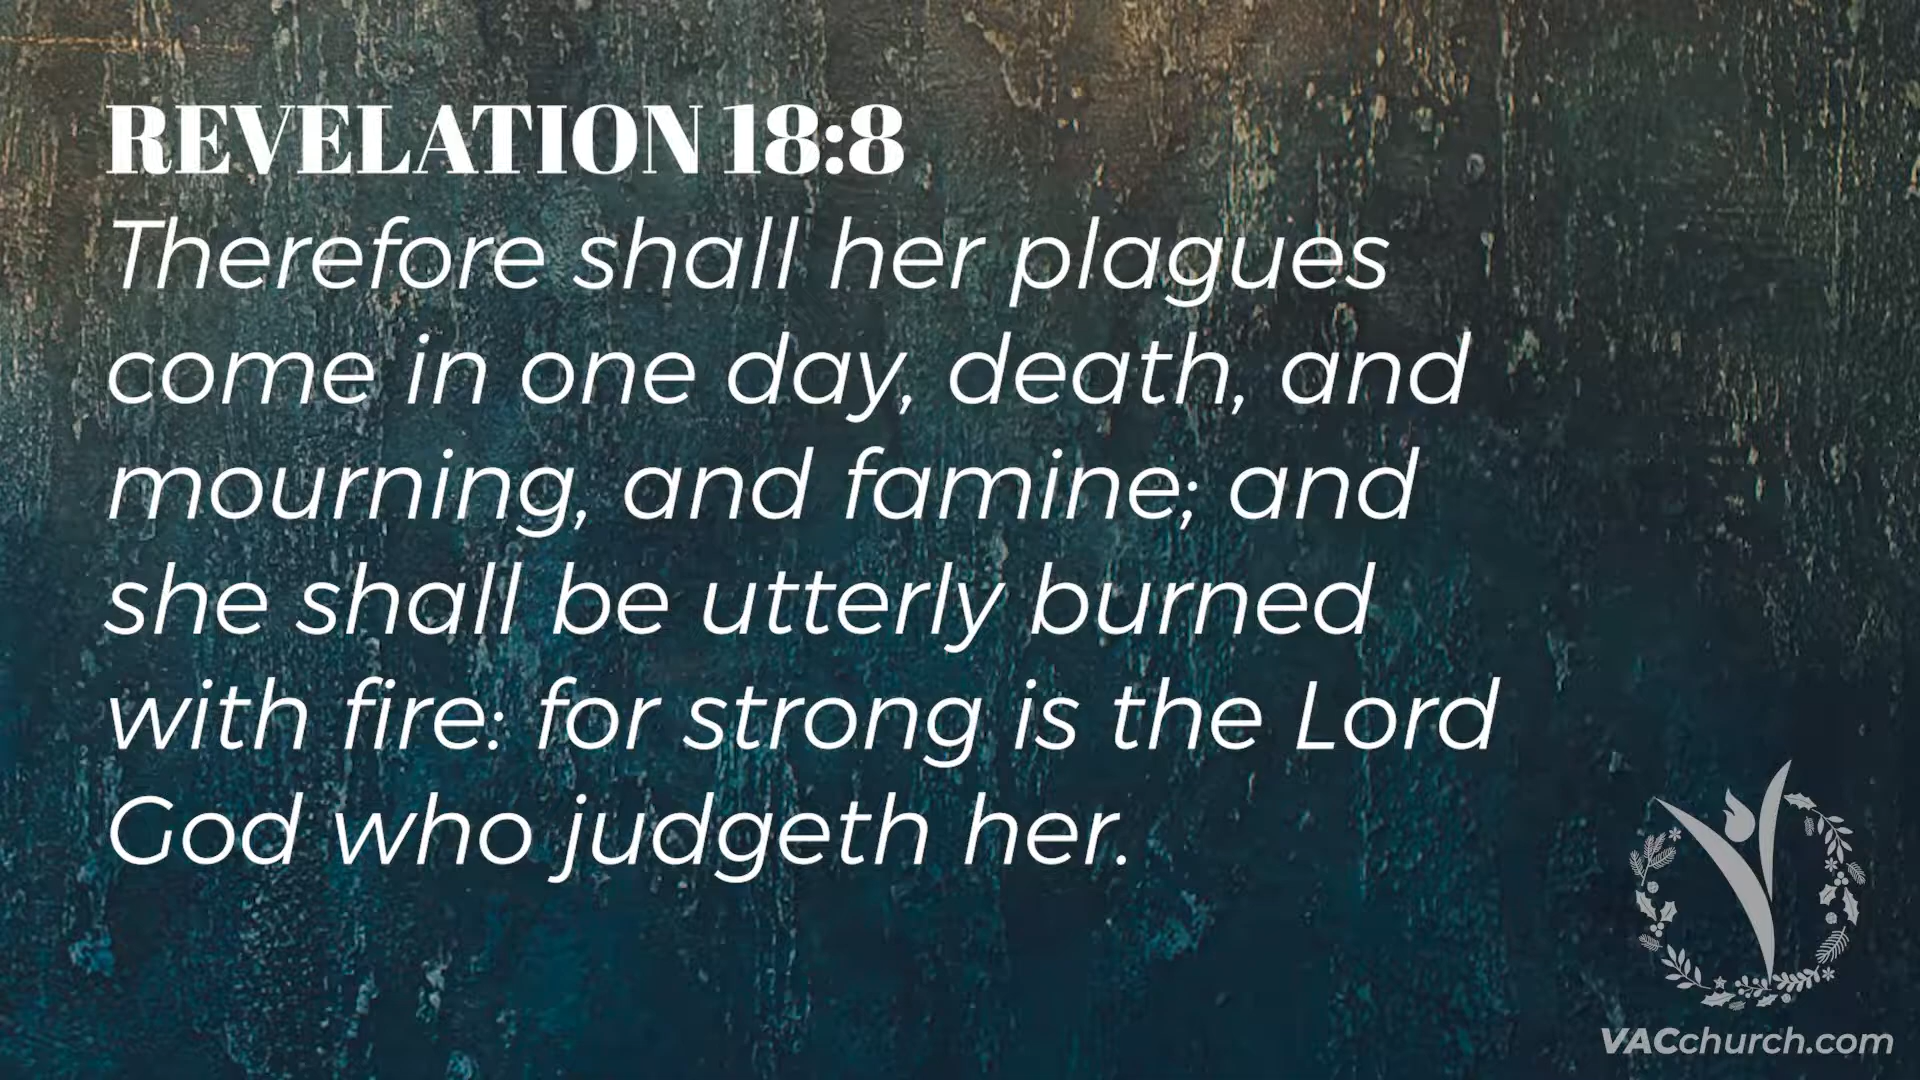 REVELATION 18:8
Therefore shall her plagues
come in one day, death, and
mourning, and famine; and
she shall be utterly burned
with fire: for strong is the Lord
God who judgeth her.
VACchurch.com